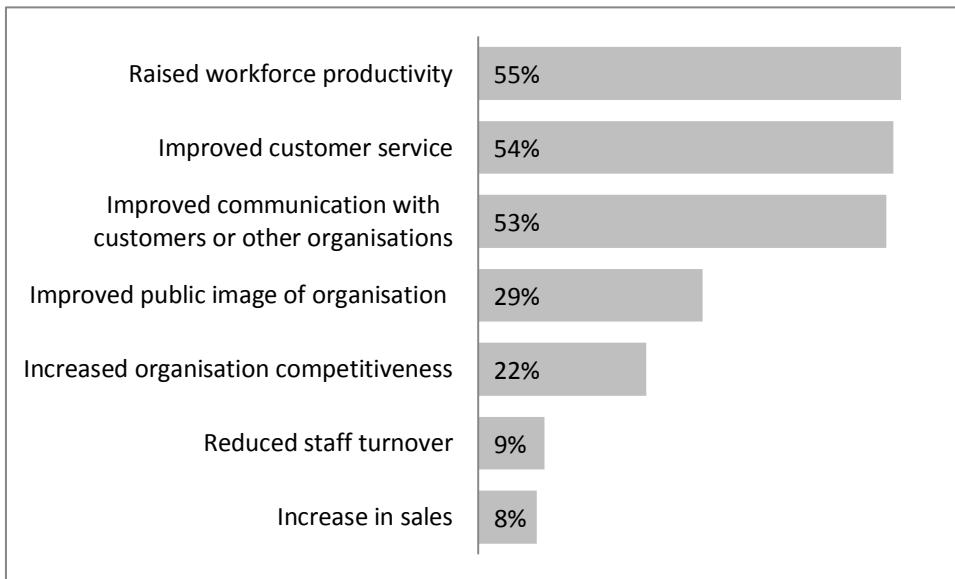 Raised workforce productivity 55%
Improved customer service 54%
Improved communication with
customers or other organisations 53%
Improved public image of organisation 29%
Increased organisation competitiveness 22%
Reduced staff turnover 9%
Increase in sales 8%